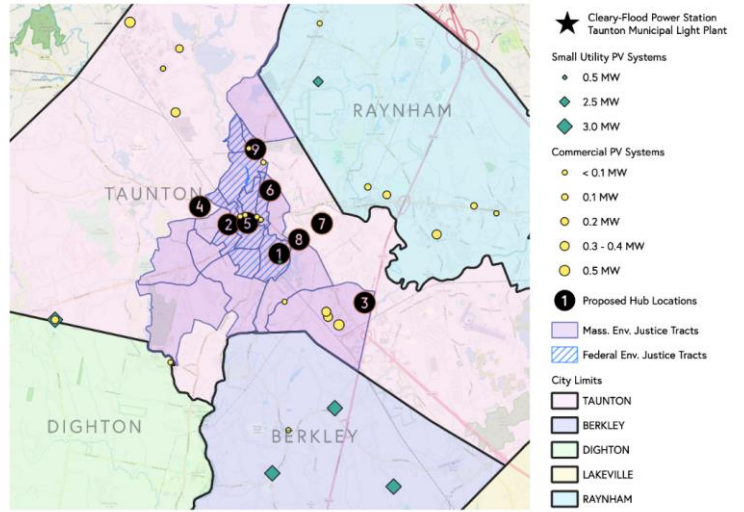 RAYNHAM
TAUNTON
9
6
4
2
5
7
8
1
3
DIGHTON
BERKLEY
Cleary-Flood Power Station
Taunton Municipal Light Plant
Small Utility PV Systems
0.5 MW
2.5 MW
3.0 MW
Commercial PV Systems
< 0.1 MW
0.1 MW
0.2 MW
0.3 - 0.4 MW
0.5 MW
1 Proposed Hub Locations
Mass. Env. Justice Tracts
Federal Env. Justice Tracts
City Limits
TAUNTON
BERKLEY
DIGHTON
LAKEVILLE
RAYNHAM